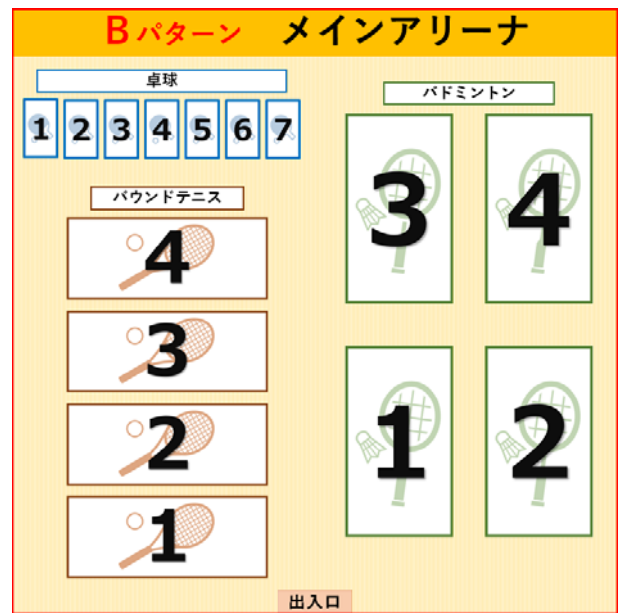 Bパターン メインアリーナ
卓球
1 2 3 4 5 6 7
バウンドテニス
4
3
2
1
バドミントン
3 4
1 2
出入口